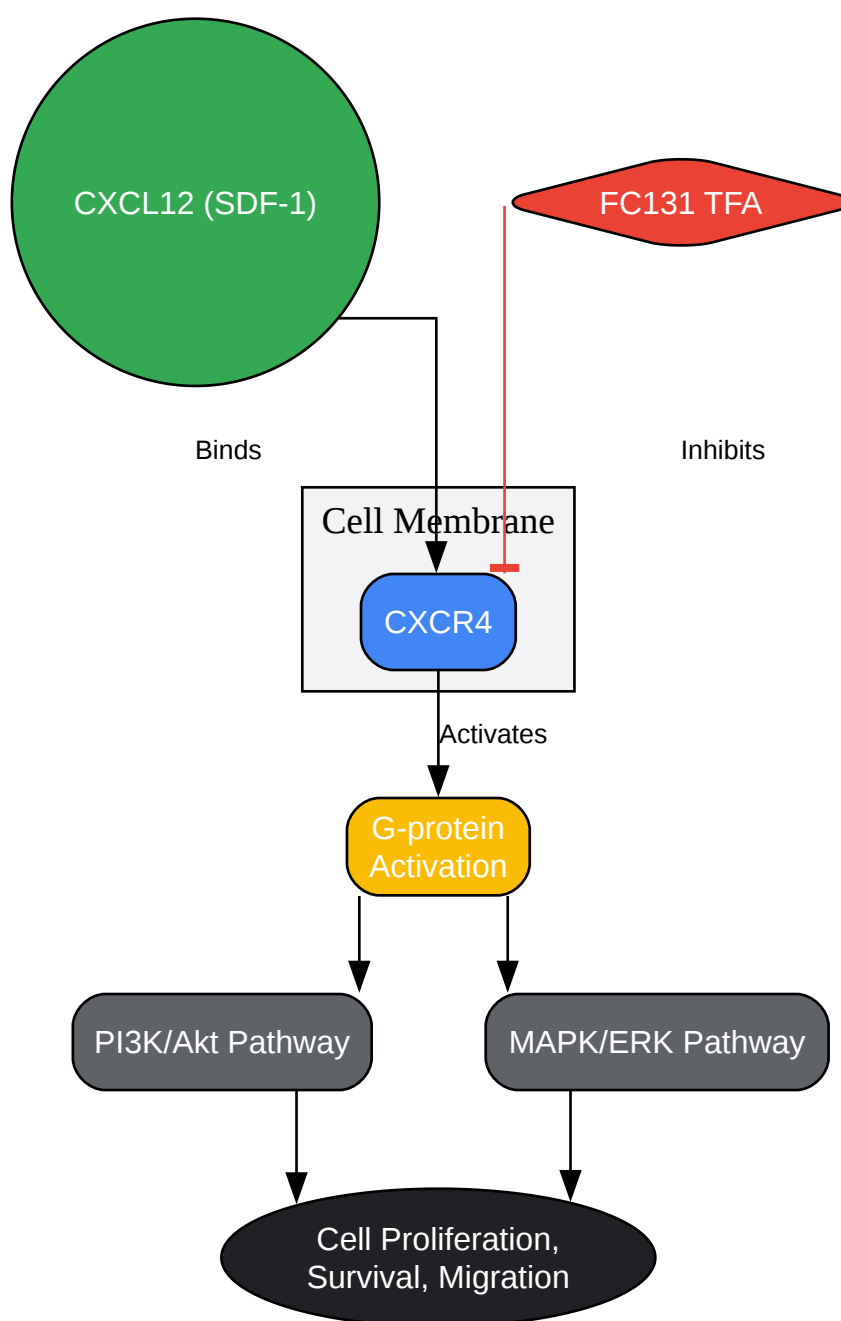 CXCL12 (SDF-1)
FC131 TFA
Binds
Inhibits
Cell Membrane
CXCR4
Activates
G-protein
Activation
PI3K/Akt Pathway
MAPK/ERK Pathway
Cell Proliferation,
Survival, Migration